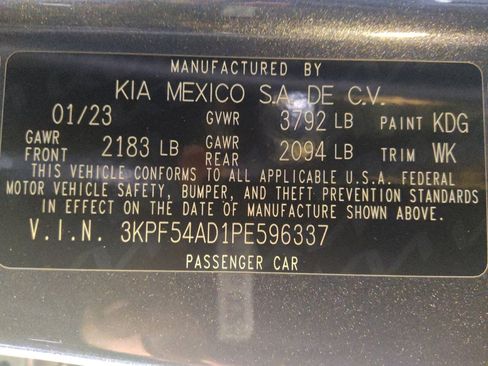 MANUFACTURED BY
KIA MEXICO S.A. DE C.V.
01/23 GVWR 3792 LB PAINT KDG
GAWR FRONT 2183 LB GAWR REAR 2094 LB TRIM WK
THIS VEHICLE CONFORMS TO ALL APPLICABLE U.S.A. FEDERAL
MOTOR VEHICLE SAFETY, BUMPER, AND THEFT PREVENTION STANDARDS
IN EFFECT ON THE DATE OF MANUFACTURE SHOWN ABOVE.
V.I.N. 3KPF54AD1PE596337
PASSENGER CAR